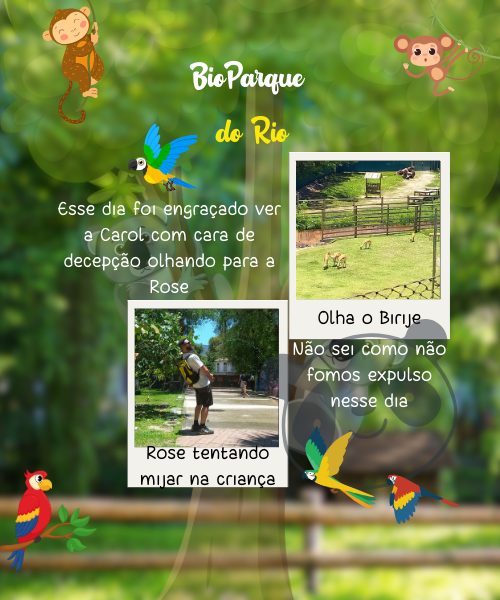 BioParque
do Rio
Esse dia foi engraçado ver
a Carol com cara de
decepção olhando para a
Rose
Olha o Birije
Não sei como não
fomos expulso
nesse dia
Rose tentando
mijar na criança